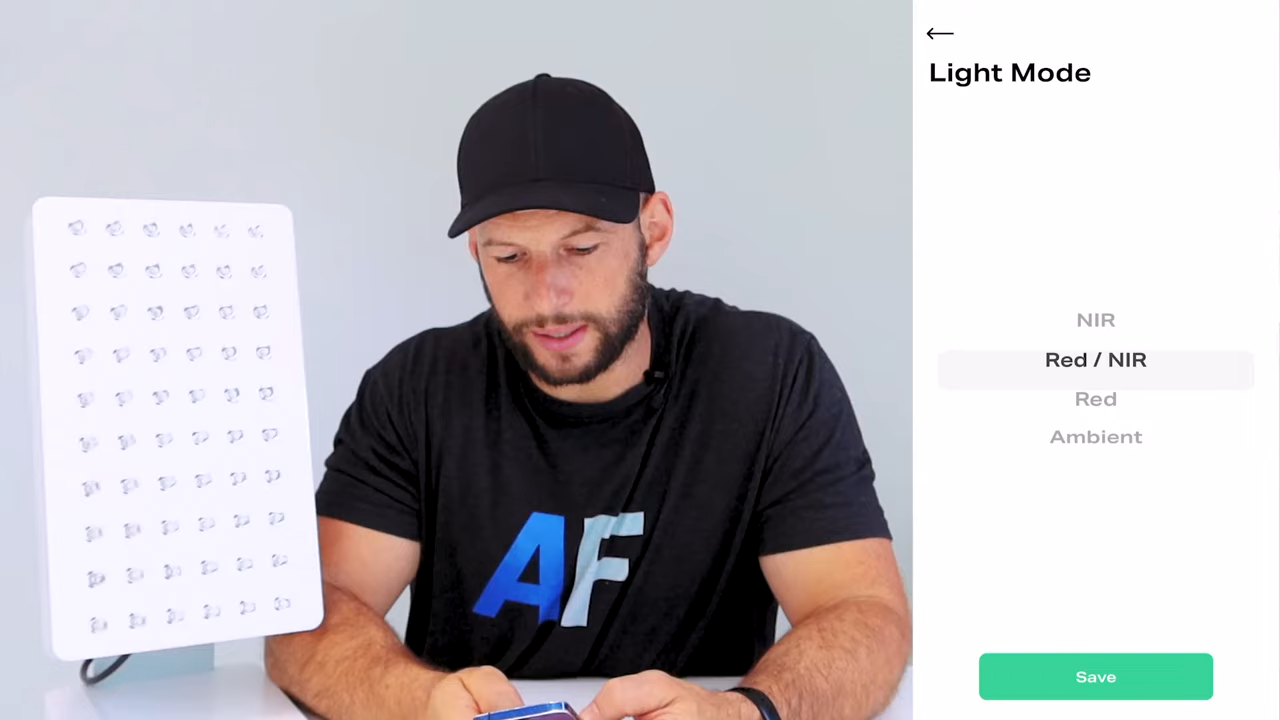 Light Mode
NIR
Red / NIR
Red
Ambient
Save
AF